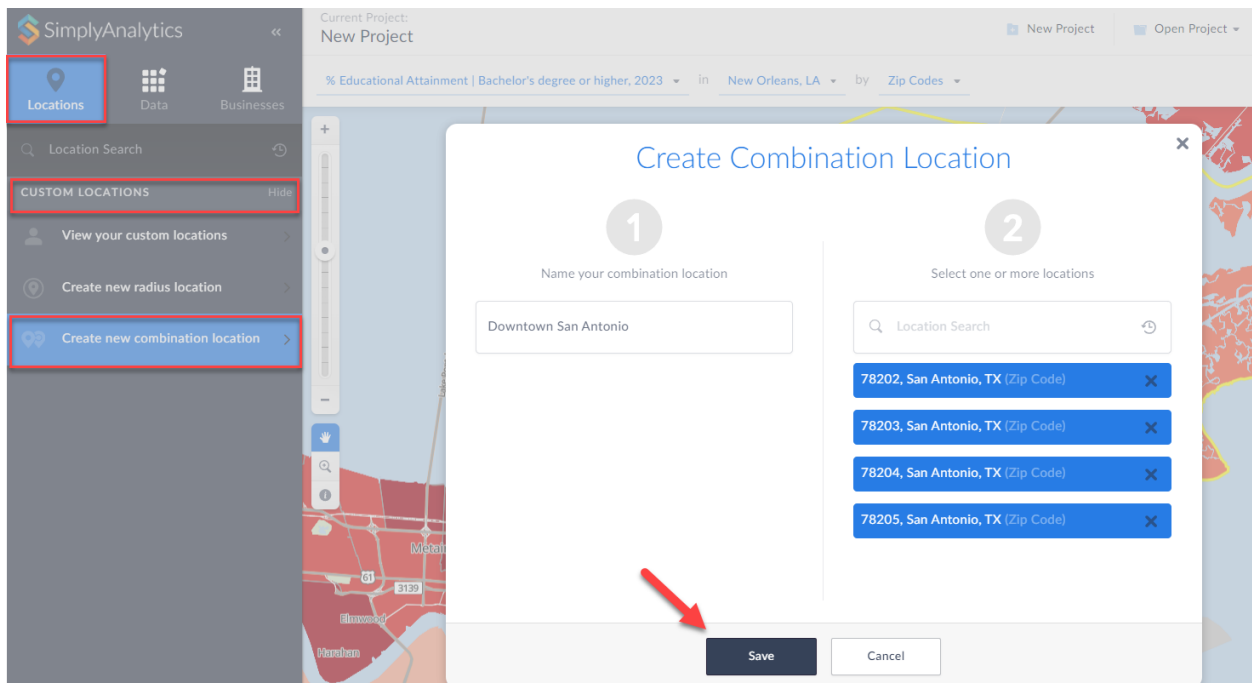 SimplyAnalytics «
Current Project:
New Project
New Project
Open Project
Locations
Data
Businesses
% Educational Attainment | Bachelor's degree or higher, 2023 in New Orleans, LA by Zip Codes
Location Search
CUSTOM LOCATIONS Hide
View your custom locations
Create new radius location
Create new combination location
Create Combination Location
1
Name your combination location
Downtown San Antonio
2
Select one or more locations
Location Search
78202, San Antonio, TX (Zip Code)
78203, San Antonio, TX (Zip Code)
78204, San Antonio, TX (Zip Code)
78205, San Antonio, TX (Zip Code)
Save
Cancel
61
3139
Elmwood
Harahan